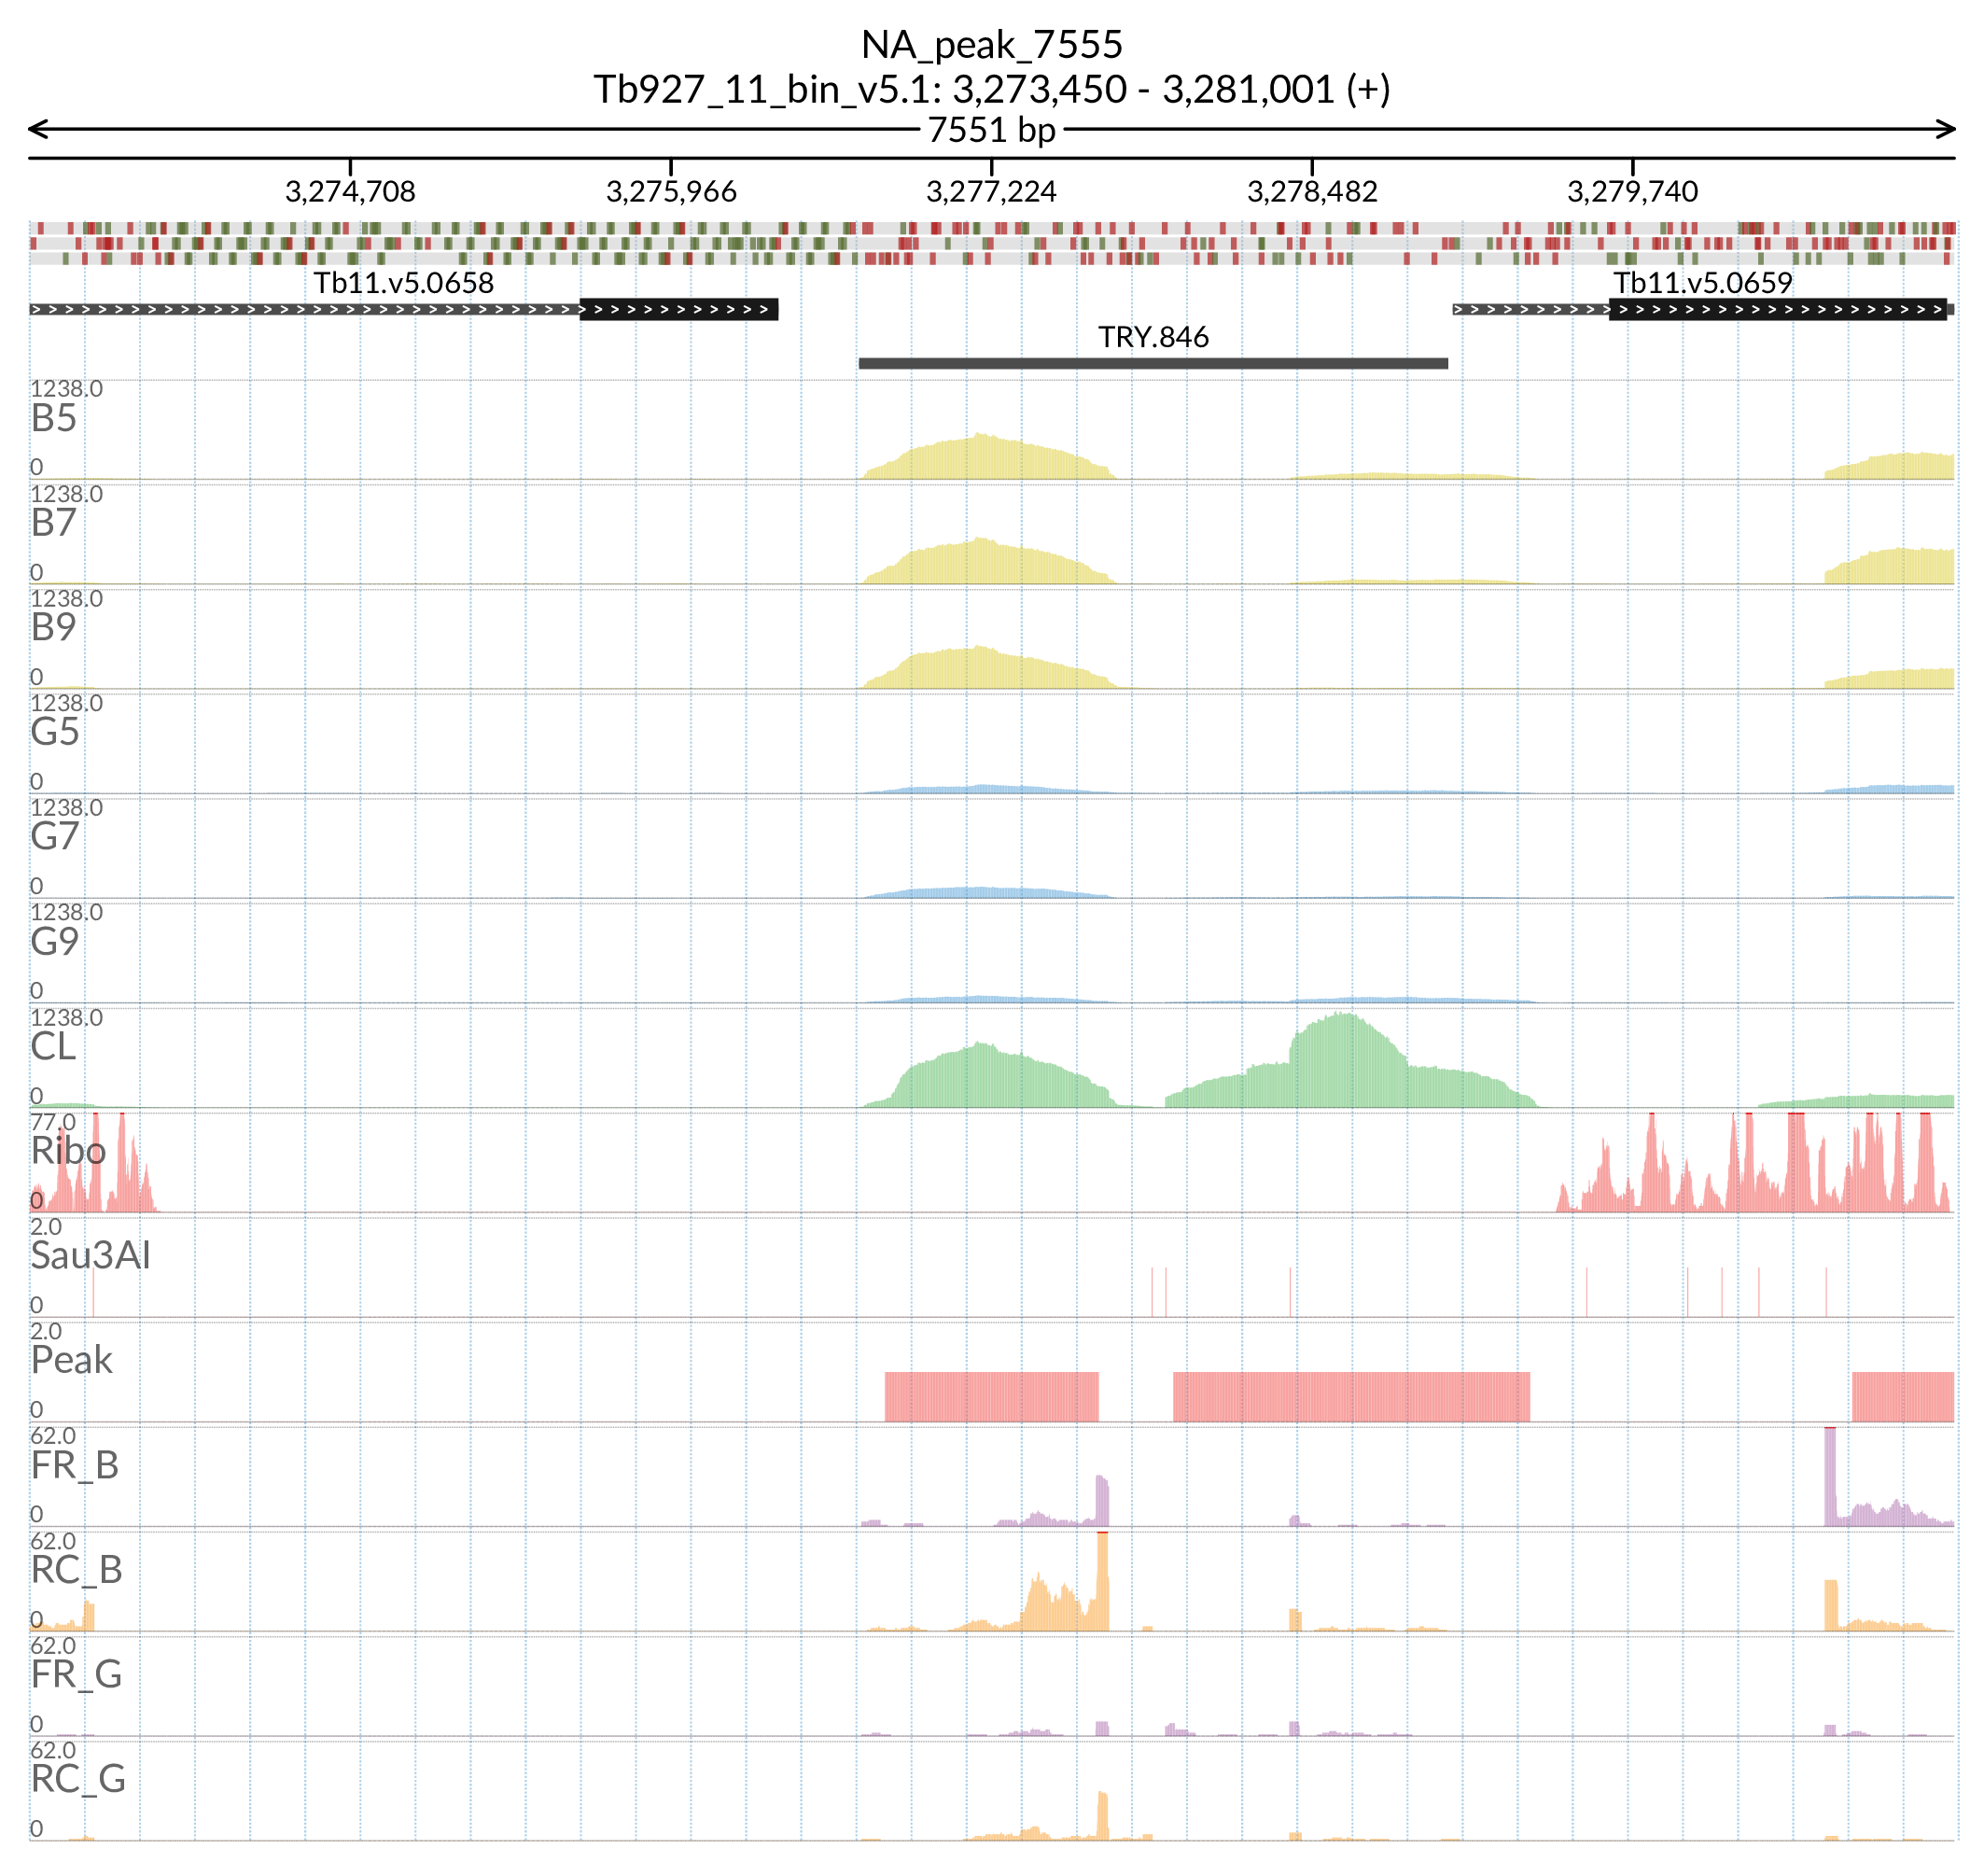 NA_peak_7555
Tb927_11_bin_v5.1: 3,273,450 - 3,281,001 (+)
7551 bp
3,274,708 3,275,966 3,277,224 3,278,482 3,279,740
Tb11.v5.0658 Tb11.v5.0659
TRY.846
1238.0
B5
0
1238.0
B7
0
1238.0
B9
0
1238.0
G5
0
1238.0
G7
0
1238.0
G9
0
1238.0
CL
0
77.0
Ribo
0
2.0
Sau3AI
0
2.0
Peak
0
62.0
FR_B
0
62.0
RC_B
0
62.0
FR_G
0
62.0
RC_G
0